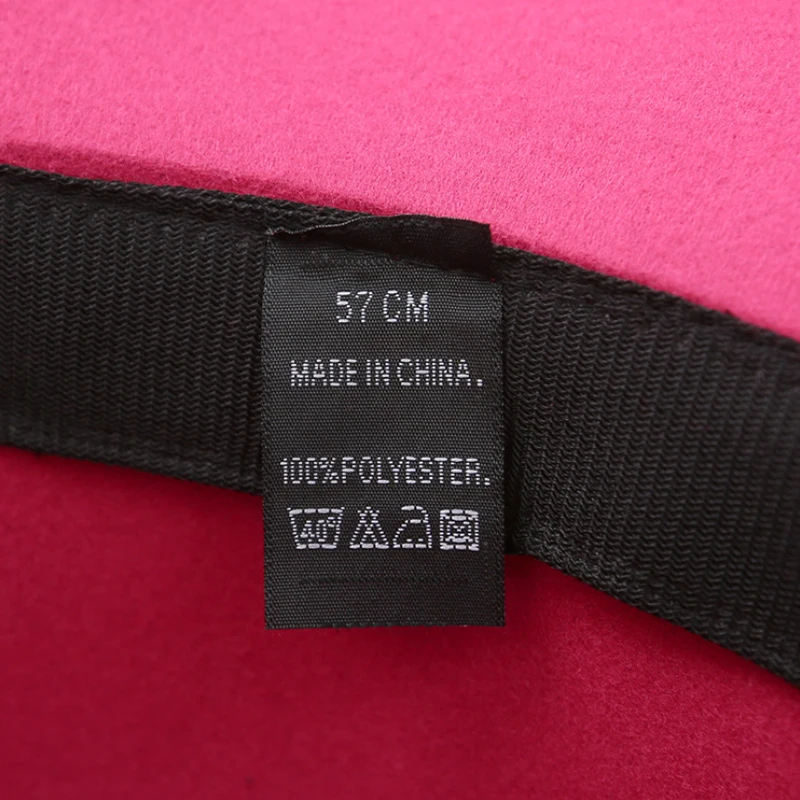 57 CM
MADE IN CHINA.
100% POLYESTER.
40°